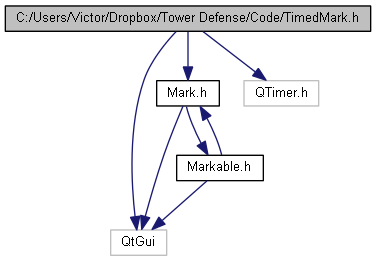 C:/Users/Victor/Dropbox/Tower Defense/Code/TimedMark.h
Mark.h
QTimer.h
Markable.h
QtGui